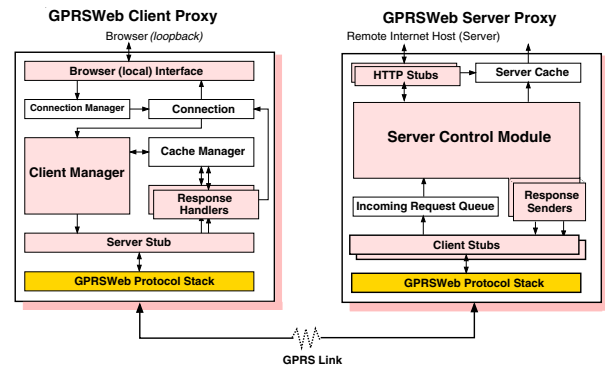 GPRSWeb Client Proxy
Browser (loopback)
Browser (local) Interface
Connection Manager
Connection
Client Manager
Cache Manager
Response
Handlers
Server Stub
GPRSWeb Protocol Stack
GPRSWeb Server Proxy
Remote Internet Host (Server)
HTTP Stubs
Server Cache
Server Control Module
Incoming Request Queue
Response
Senders
Client Stubs
GPRSWeb Protocol Stack
GPRS Link